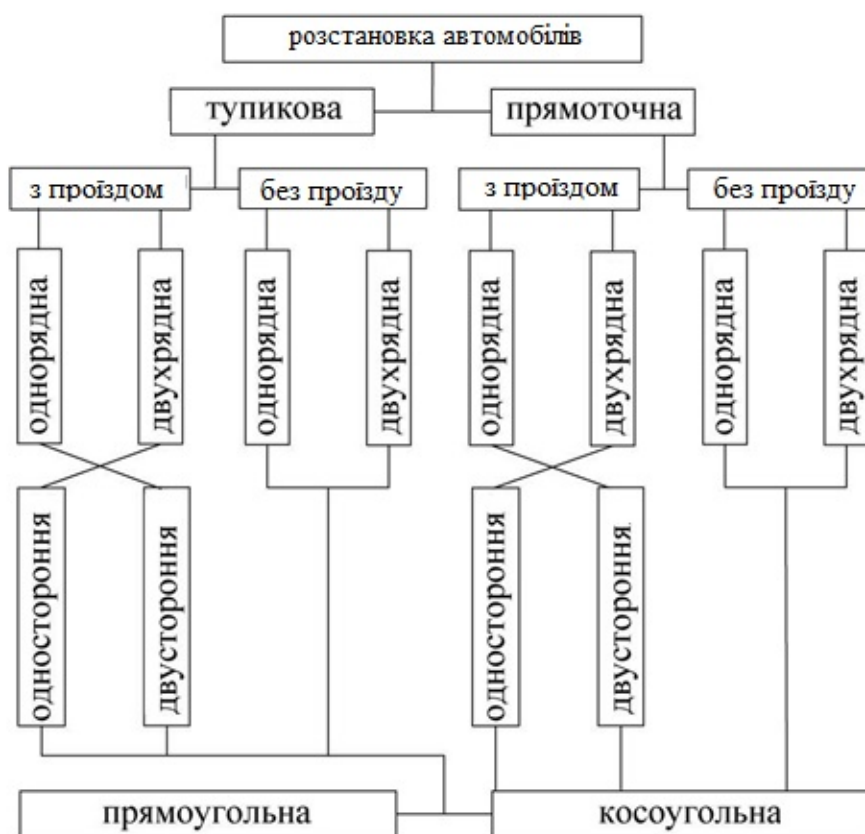 розстановка автомобілів
тупикова
прямоточна
з проїздом
без проїзду
з проїздом
без проїзду
однорядна
двухрядна
однорядна
двухрядна
однорядна
двухрядна
однорядна
двухрядна
одностороння
двустороння
одностороння
двустороння
прямоугольна
косоугольна